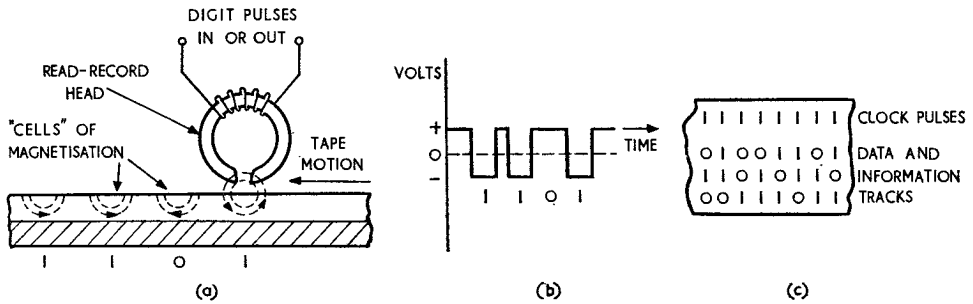 DIGIT PULSES
IN OR OUT
READ-RECORD
HEAD
"CELLS" OF
MAGNETISATION
TAPE
MOTION
1 1 0 1
(a)
VOLTS
+
0
-
TIME
1 1 0 1
(b)
1 1 1 1 1 1 1 1 CLOCK PULSES
0 1 0 0 1 1 0 1 DATA AND
1 1 0 1 0 1 1 0 INFORMATION
0 0 1 1 1 0 1 1 TRACKS
(c)